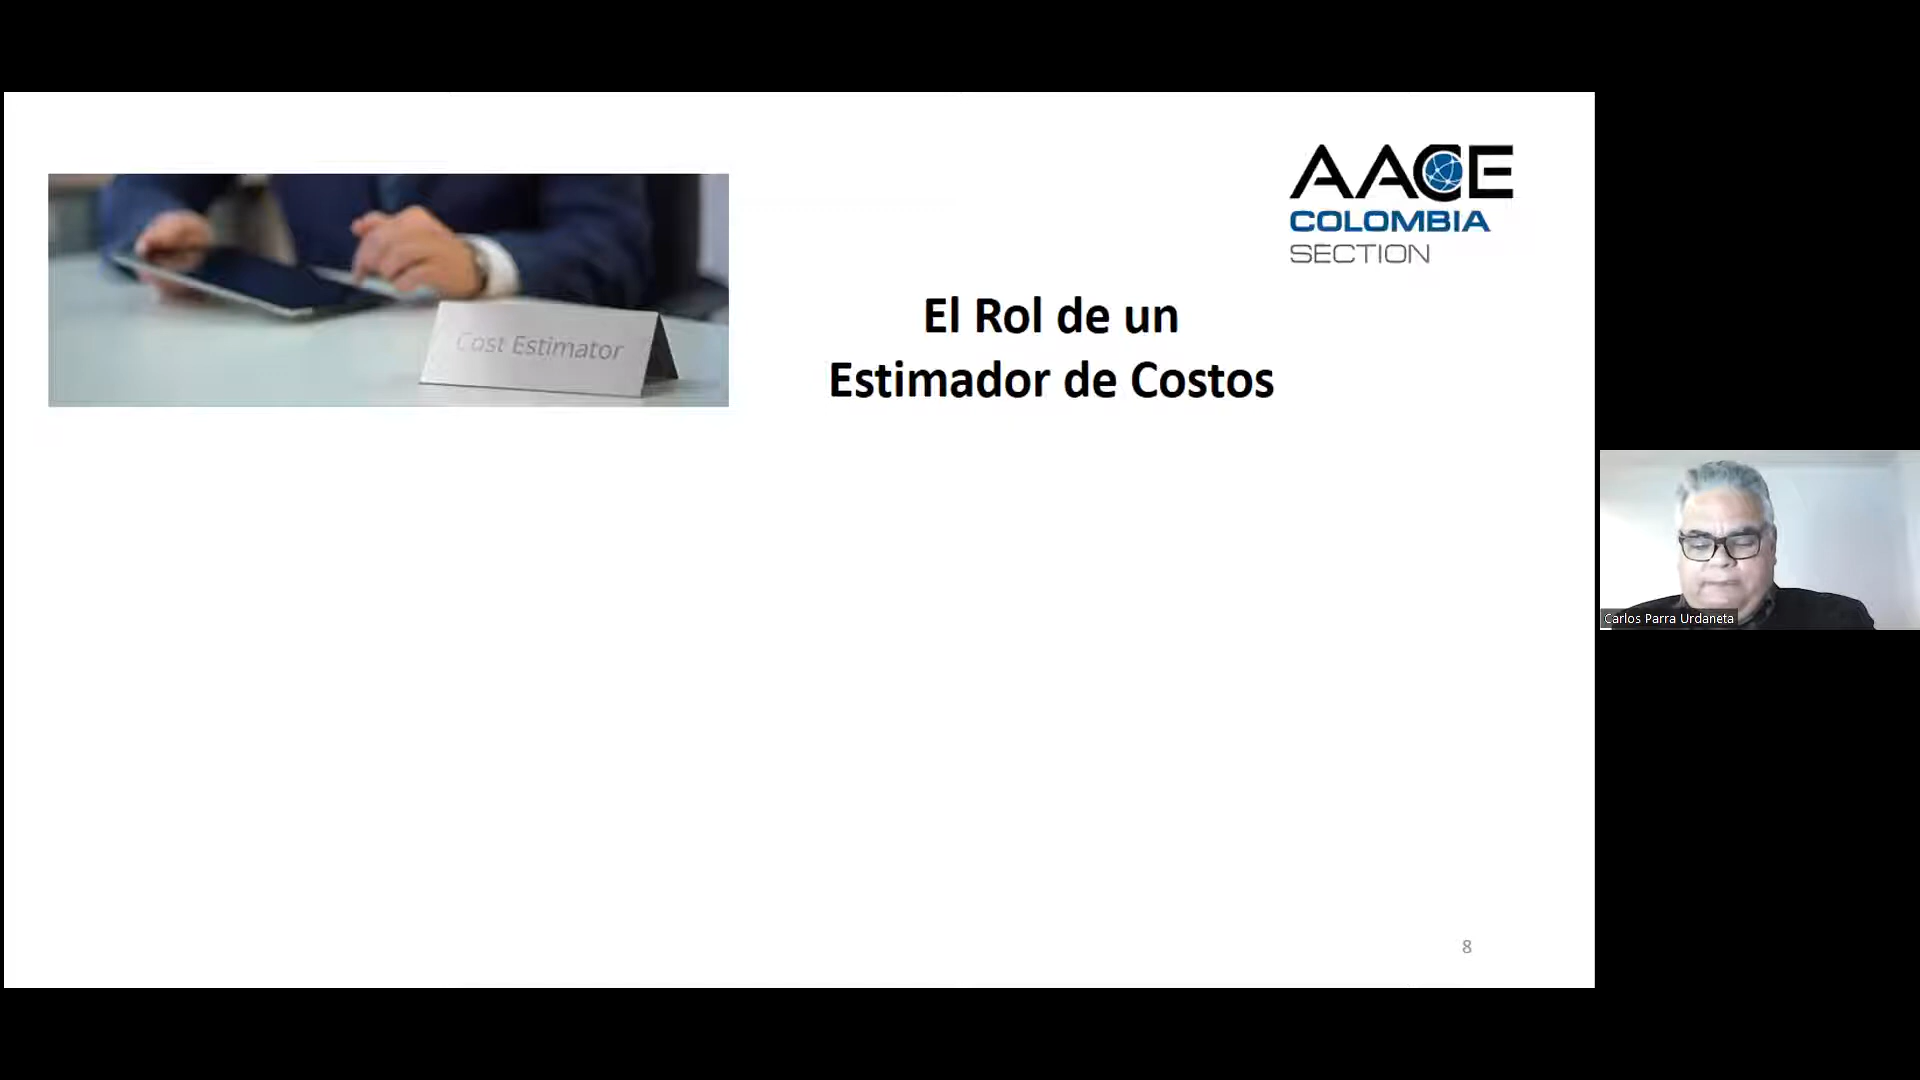 AACE
COLOMBIA
SECTION
Cost Estimator
El Rol de un
Estimador de Costos
Carlos Parra Urdaneta
8